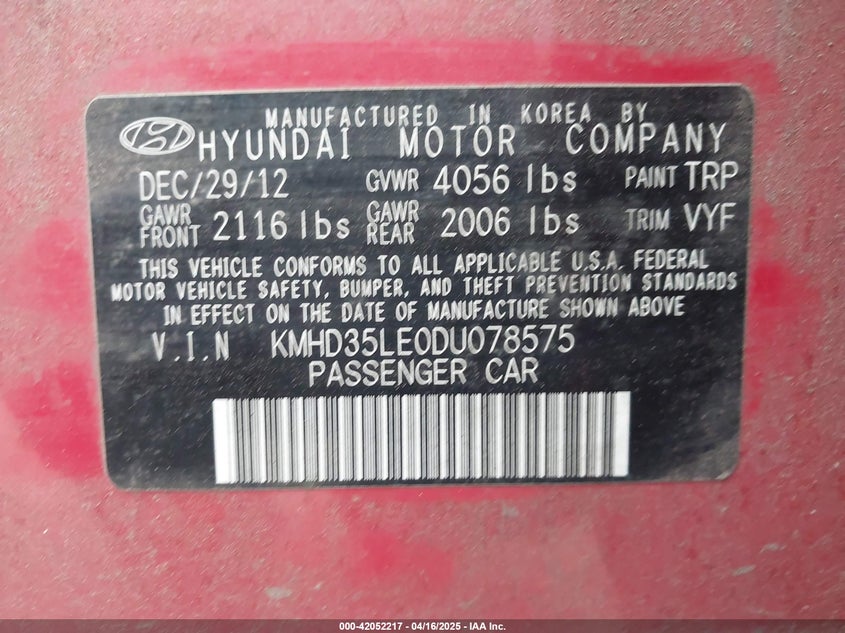 MANUFACTURED IN KOREA BY
HYUNDAI MOTOR COMPANY
DEC/29/12 GVWR 4056 lbs PAINT TRP
GAWR FRONT 2116 lbs GAWR REAR 2006 lbs TRIM VYF
THIS VEHICLE CONFORMS TO ALL APPLICABLE U.S.A. FEDERAL
MOTOR VEHICLE SAFETY, BUMPER, AND THEFT PREVENTION STANDARDS
IN EFFECT ON THE DATE OF MANUFACTURE SHOWN ABOVE
V.I.N KMHD35LE0DU078575
PASSENGER CAR
000-42052217 - 04/16/2025 - IAA Inc.